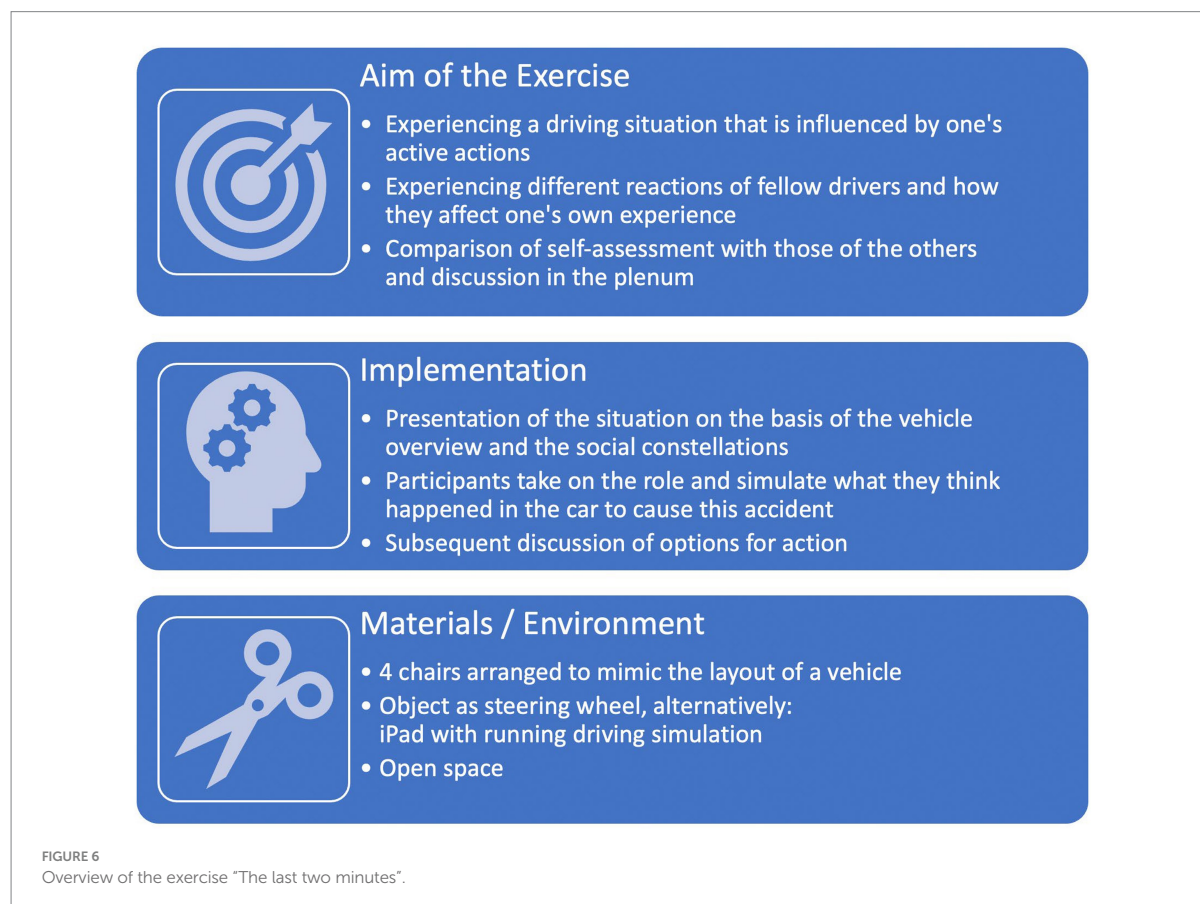 Aim of the Exercise
• Experiencing a driving situation that is influenced by one's
active actions
• Experiencing different reactions of fellow drivers and how
they affect one's own experience
• Comparison of self-assessment with those of the others
and discussion in the plenum
Implementation
• Presentation of the situation on the basis of the vehicle
overview and the social constellations
• Participants take on the role and simulate what they think
happened in the car to cause this accident
• Subsequent discussion of options for action
Materials / Environment
• 4 chairs arranged to mimic the layout of a vehicle
• Object as steering wheel, alternatively:
iPad with running driving simulation
• Open space
FIGURE 6
Overview of the exercise “The last two minutes”.